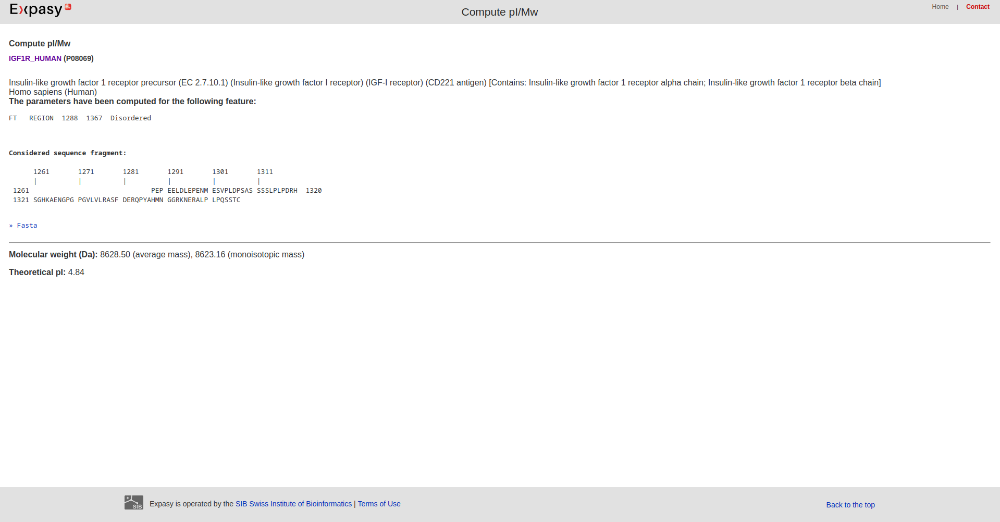 Expasy
Compute pI/Mw
Home | Contact
Compute pI/Mw
IGF1R_HUMAN (P08069)
Insulin-like growth factor 1 receptor precursor (EC 2.7.10.1) (Insulin-like growth factor I receptor) (IGF-I receptor) (CD221 antigen) [Contains: Insulin-like growth factor 1 receptor alpha chain; Insulin-like growth factor 1 receptor beta chain]
Homo sapiens (Human)
The parameters have been computed for the following feature:
FT   REGION  1288  1367  Disordered
Considered sequence fragment:
      1261       1271       1281       1291       1301       1311
      |          |          |          |          |          |
 1261                              PEP EELDLEPENM ESVPLDPSAS SSSLPLPDRH  1320
 1321 SGHKAENGPG PGVLVLRASF DERQPYAHMN GGRKNERALP LPQSSTC
» Fasta
Molecular weight (Da): 8628.50 (average mass), 8623.16 (monoisotopic mass)
Theoretical pI: 4.84
SIB
Expasy is operated by the SIB Swiss Institute of Bioinformatics | Terms of Use
Back to the top